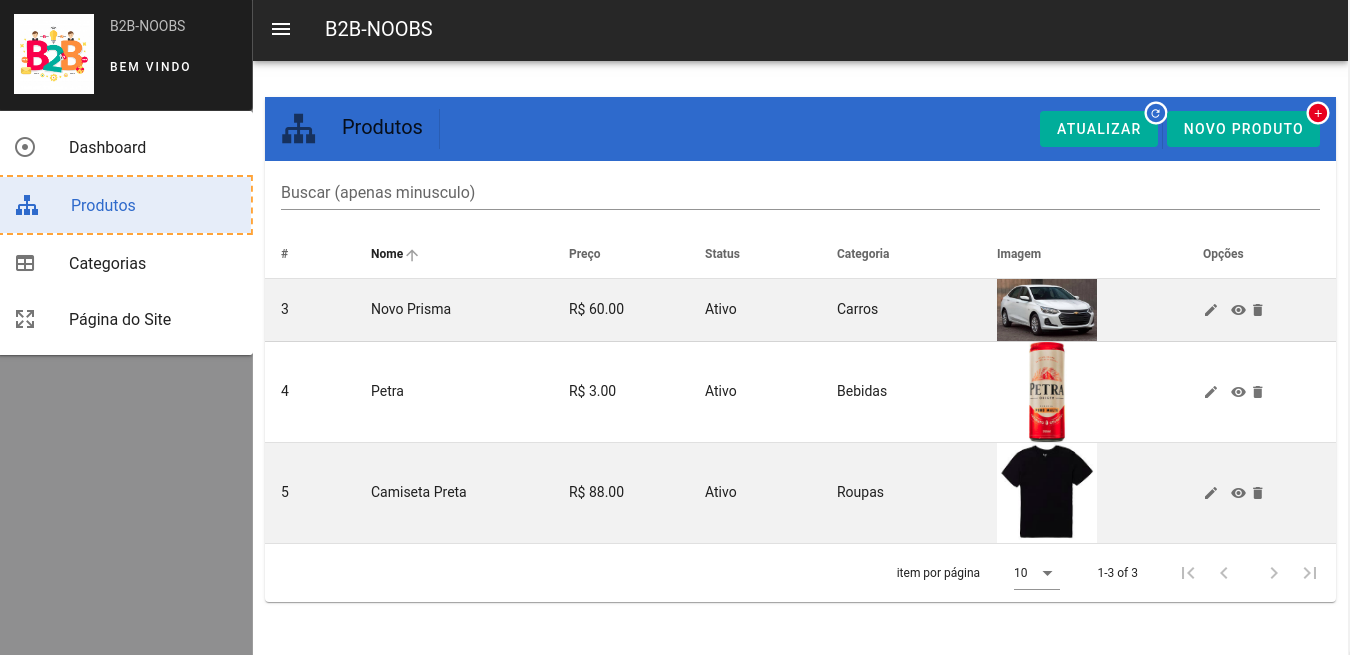 B2B
B2B-NOOBS
BEM VINDO
B2B-NOOBS
Dashboard
Produtos
Categorias
Página do Site
Produtos
ATUALIZAR
NOVO PRODUTO
Buscar (apenas minusculo)
# Nome Preço Status Categoria Imagem Opções
3 Novo Prisma R$ 60.00 Ativo Carros
4 Petra R$ 3.00 Ativo Bebidas
PETRA
5 Camiseta Preta R$ 88.00 Ativo Roupas
item por página 10 1-3 of 3